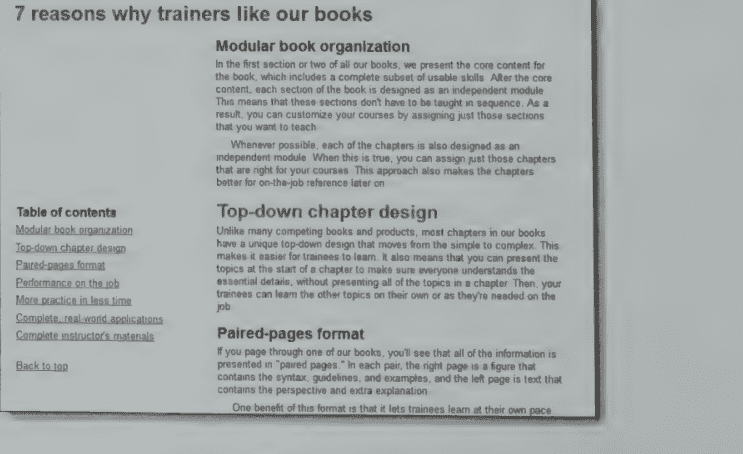 7 reasons why trainers like our books
Modular book organization
In the first section or two of all our books, we present the core content for
the book, which includes a complete subset of usable skills. After the core
content, each section of the book is designed as an independent module.
This means that these sections don't have to be taught in sequence. As a
result, you can customize your courses by assigning just those sections
that you want to teach.
Whenever possible, each of the chapters is also designed as an
independent module. When this is true, you can assign just those chapters
that are right for your courses. This approach also makes the chapters
better for on-the-job reference later on.
Table of contents
Modular book organization
Top-down chapter design
Paired-pages format
Performance on the job
More practice in less time
Complete, real-world applications
Complete instructor's materials
Back to top
Top-down chapter design
Unlike many competing books and products, most chapters in our books
have a unique top-down design that moves from the simple to complex. This
makes it easier for trainees to learn. It also means that you can present the
topics at the start of a chapter to make sure everyone understands the
essential details, without presenting all of the topics in a chapter. Then, your
trainees can learn the other topics on their own or as they're needed on the
job.
Paired-pages format
If you page through one of our books, you'll see that all of the information is
presented in "paired pages." In each pair, the right page is a figure that
contains the syntax, guidelines, and examples, and the left page is text that
contains the perspective and extra explanation.
One benefit of this format is that it lets trainees learn at their own pace